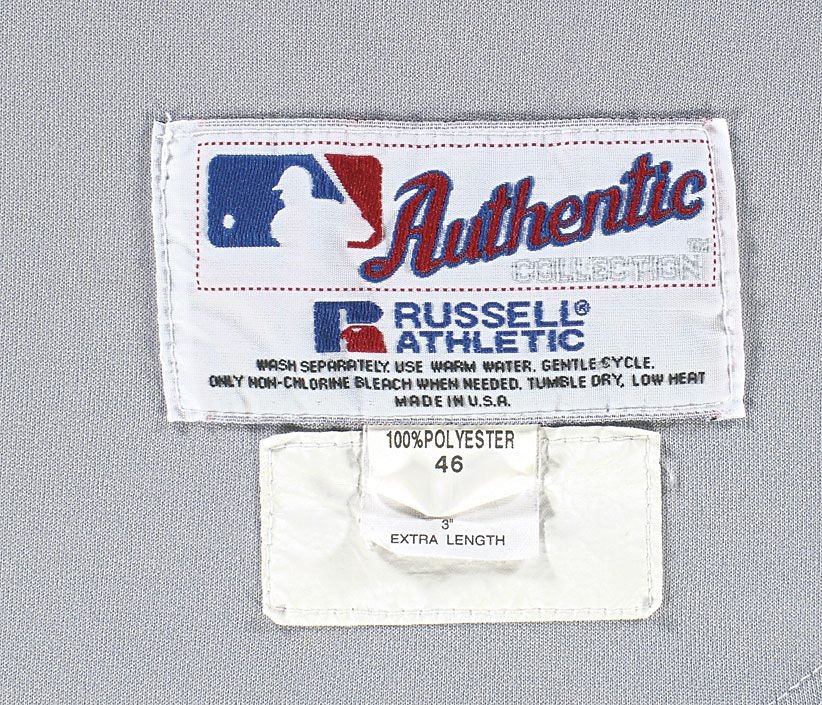 Authentic
COLLECTION™
RUSSELL®
ATHLETIC
WASH SEPARATELY. USE WARM WATER. GENTLE CYCLE.
ONLY NON-CHLORINE BLEACH WHEN NEEDED. TUMBLE DRY, LOW HEAT
MADE IN U.S.A.
100%POLYESTER
46
3"
EXTRA LENGTH